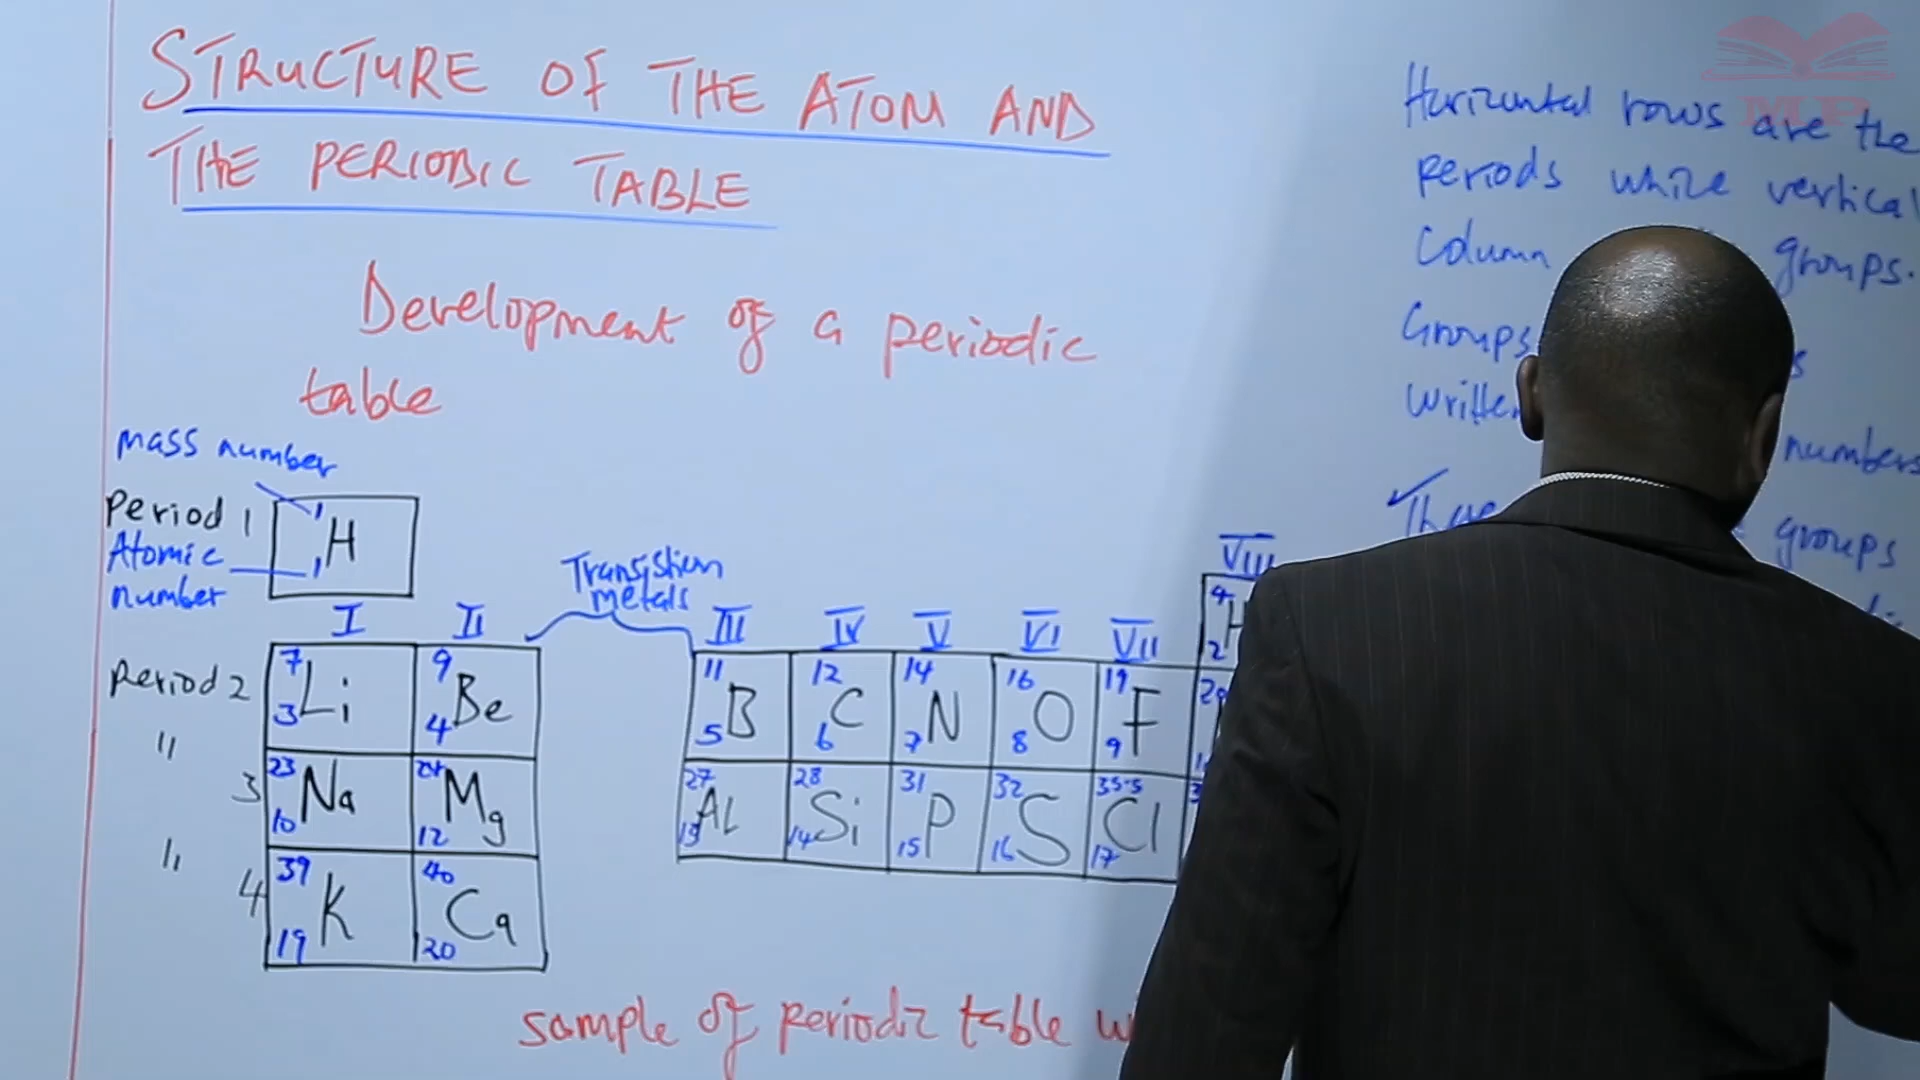 STRUCTURE OF THE ATOM AND
THE PERIODIC TABLE
Development of a periodic
table
mass number
Period 1
1
H
1
Atomic
number
Transistion
metals
I II III IV V VI VII VIII
4
2
Period 2
7 Li 3
9 Be 4
11 B 5
12 C 6
14 N 7
16 O 8
19 F 9
" 3
23 Na 10
24 Mg 12
27 Al 13
28 Si 14
31 P 15
32 S 16
35.5 Cl 17
" 4
39 K 19
40 Ca 20
sample of periodic table
Horizontal rows are the
periods while vertical
column groups.
Groups
written numbers
groups
MP